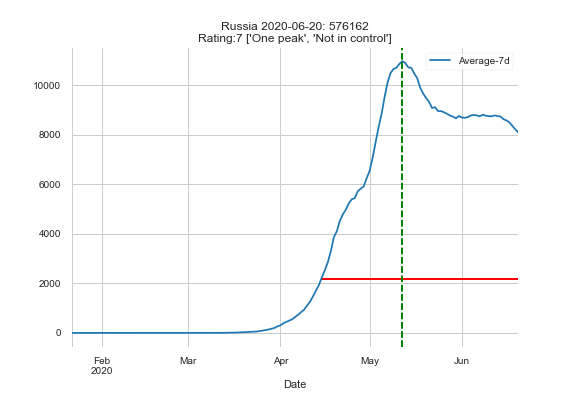 Russia 2020-06-20: 576162
Rating:7 ['One peak', 'Not in control']
Average-7d
10000
8000
6000
4000
2000
0
Feb Mar Apr May Jun
2020
Date